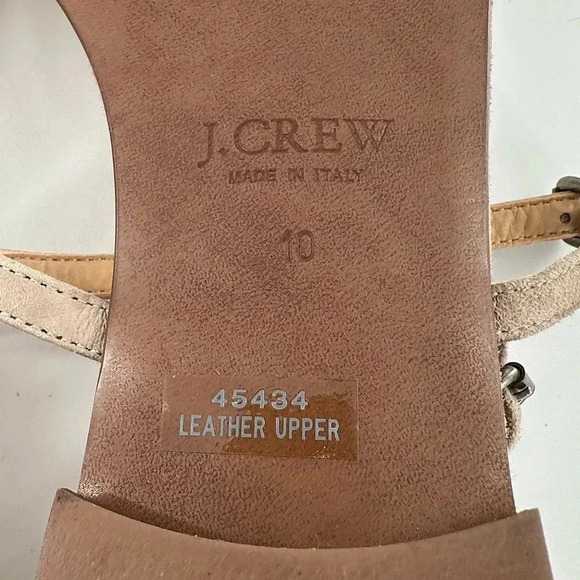 J.CREW
MADE IN ITALY
10
45434
LEATHER UPPER